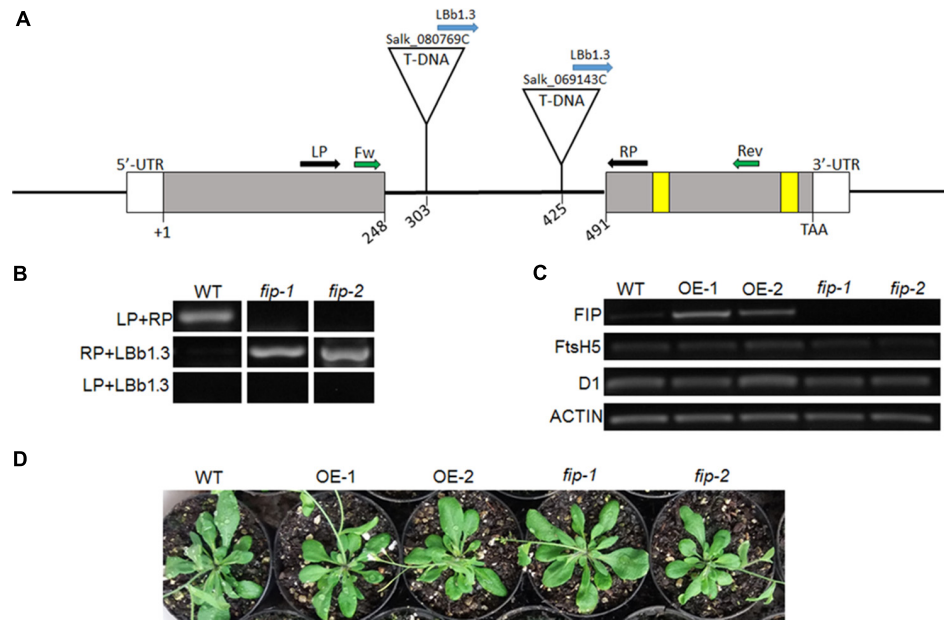 A
LBb1.3
Salk_080769C
T-DNA
LBb1.3
Salk_069143C
T-DNA
5’-UTR
LP
Fw
RP
Rev
3’-UTR
+1
248
303
425
491
TAA
B
WT fip-1 fip-2
LP+RP
RP+LBb1.3
LP+LBb1.3
C
WT OE-1 OE-2 fip-1 fip-2
FIP
FtsH5
D1
ACTIN
D
WT OE-1 OE-2 fip-1 fip-2